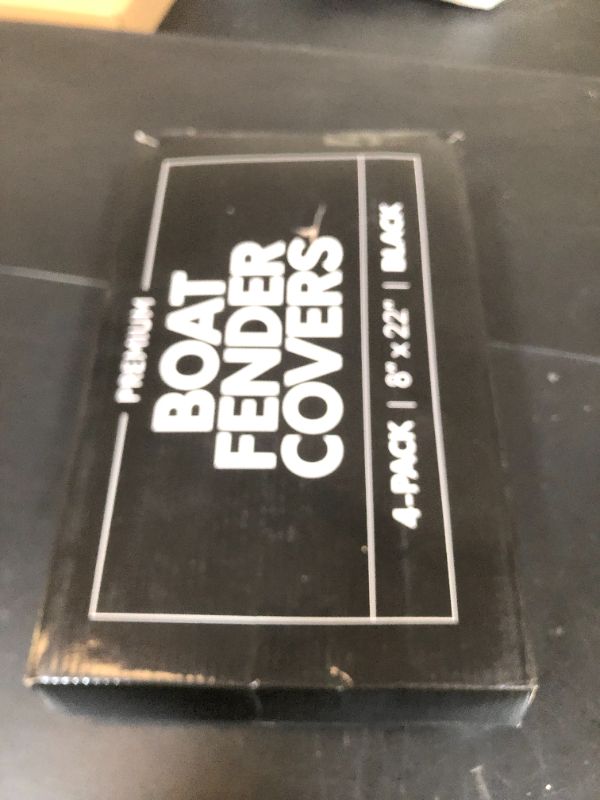 PREMIUM
BOAT
FENDER
COVERS
4-PACK | 8" x 22" | BLACK